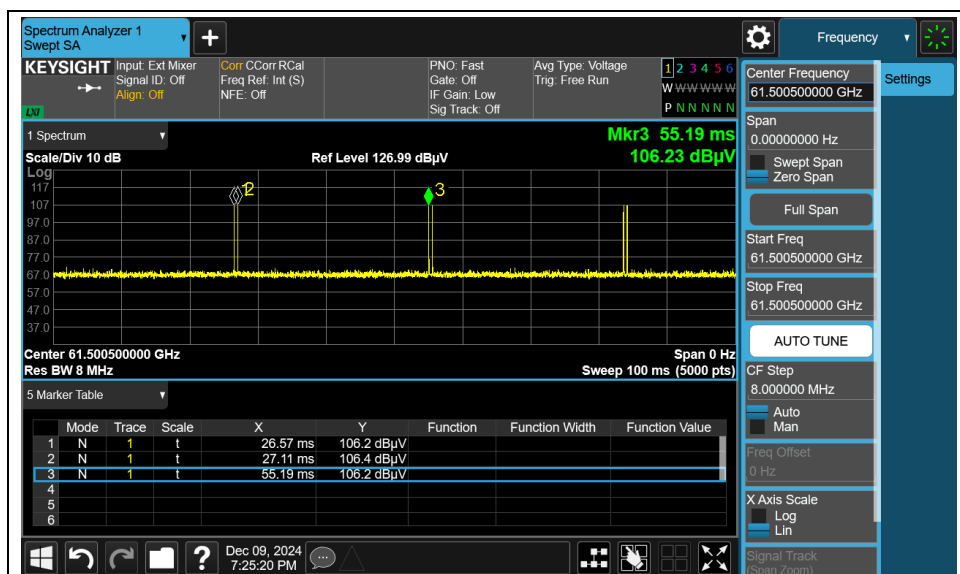 Spectrum Analyzer 1
Swept SA
+
Frequency
KEYSIGHT
Input: Ext Mixer
Signal ID: Off
Align: Off
LXI
Corr CCorr RCal
Freq Ref: Int (S)
NFE: Off
PNO: Fast
Gate: Off
IF Gain: Low
Sig Track: Off
Avg Type: Voltage
Trig: Free Run
1 2 3 4 5 6
W W W W W W
P N N N N N
1 Spectrum
Mkr3 55.19 ms
Scale/Div 10 dB
Ref Level 126.99 dBµV
106.23 dBµV
Log
117
107
97.0
87.0
77.0
67.0
57.0
47.0
37.0
2
3
Center 61.500500000 GHz
Span 0 Hz
Res BW 8 MHz
Sweep 100 ms (5000 pts)
5 Marker Table
Mode Trace Scale X Y Function Function Width Function Value
1 N 1 t 26.57 ms 106.2 dBµV
2 N 1 t 27.11 ms 106.4 dBµV
3 N 1 t 55.19 ms 106.2 dBµV
4
5
6
?
Dec 09, 2024
7:25:20 PM
Center Frequency
61.500500000 GHz
Span
0.00000000 Hz
Swept Span
Zero Span
Full Span
Start Freq
61.500500000 GHz
Stop Freq
61.500500000 GHz
AUTO TUNE
CF Step
8.000000 MHz
Auto
Man
Freq Offset
0 Hz
X Axis Scale
Log
Lin
Signal Track
(Span Zoom)
Settings